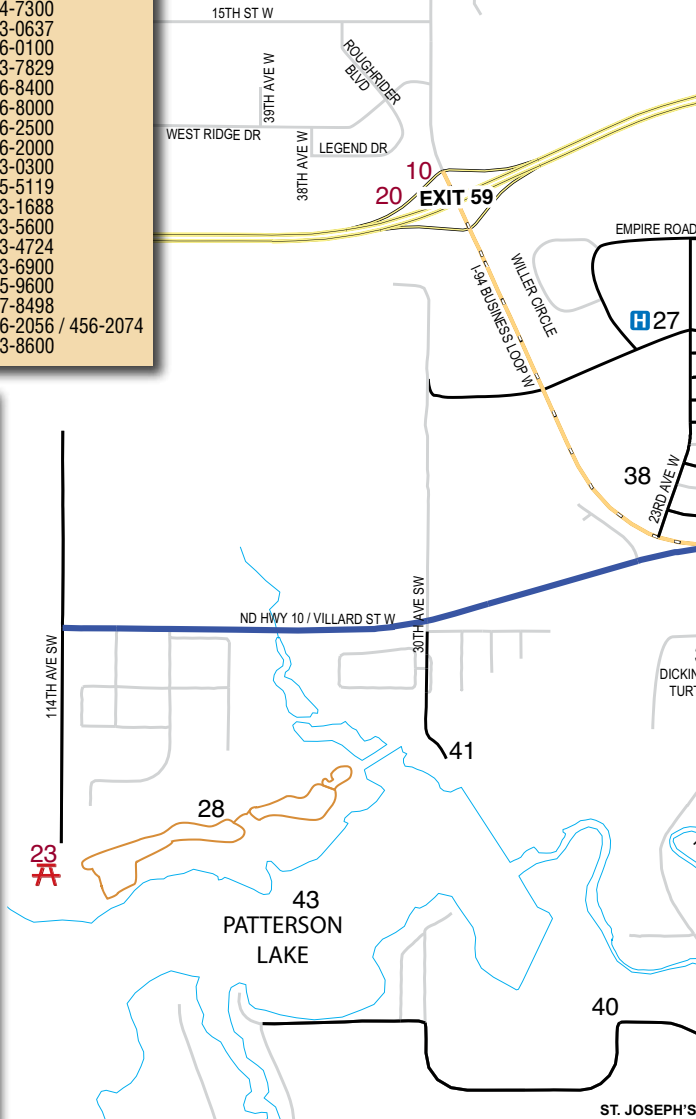 4-7300
3-0637
6-0100
3-7829
6-8400
6-8000
6-2500
6-2000
3-0300
5-5119
3-1688
3-5600
3-4724
3-6900
5-9600
7-8498
6-2056 / 456-2074
3-8600
15TH ST W
39TH AVE W
ROUGHRIDER
BLVD
WEST RIDGE DR
38TH AVE W
LEGEND DR
10
20
EXIT 59
EMPIRE ROAD
WILLER CIRCLE
I-94 BUSINESS LOOP W
H 27
38
23RD AVE W
30TH AVE SW
ND HWY 10 / VILLARD ST W
114TH AVE SW
DICKIN
TURT
41
28
23
43
PATTERSON
LAKE
40
ST. JOSEPH'S